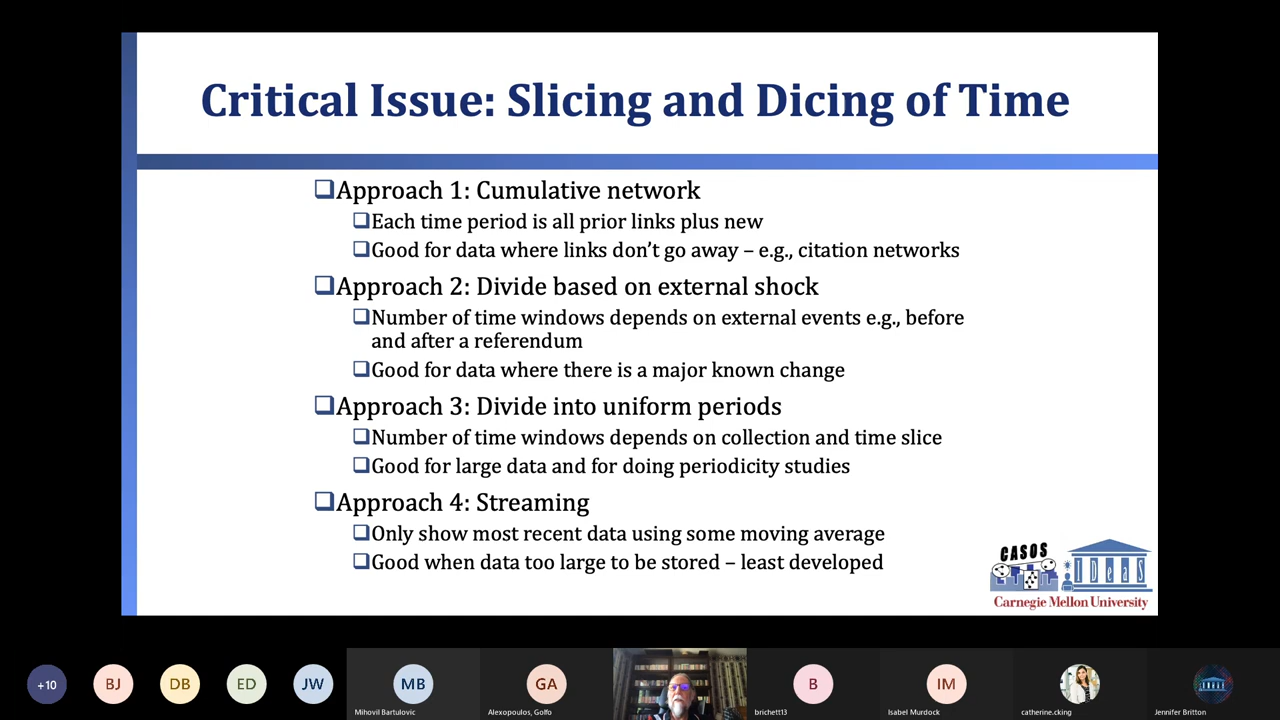 Critical Issue: Slicing and Dicing of Time
❑Approach 1: Cumulative network
❑Each time period is all prior links plus new
❑Good for data where links don’t go away – e.g., citation networks
❑Approach 2: Divide based on external shock
❑Number of time windows depends on external events e.g., before
and after a referendum
❑Good for data where there is a major known change
❑Approach 3: Divide into uniform periods
❑Number of time windows depends on collection and time slice
❑Good for large data and for doing periodicity studies
❑Approach 4: Streaming
❑Only show most recent data using some moving average
❑Good when data too large to be stored – least developed
CASOS
IDeaS
Carnegie Mellon University
+10 BJ DB ED JW MB GA B IM
Mihovil Bartulovic Alexopoulos, Golfo brichett13 Isabel Murdock catherine.cking Jennifer Britton